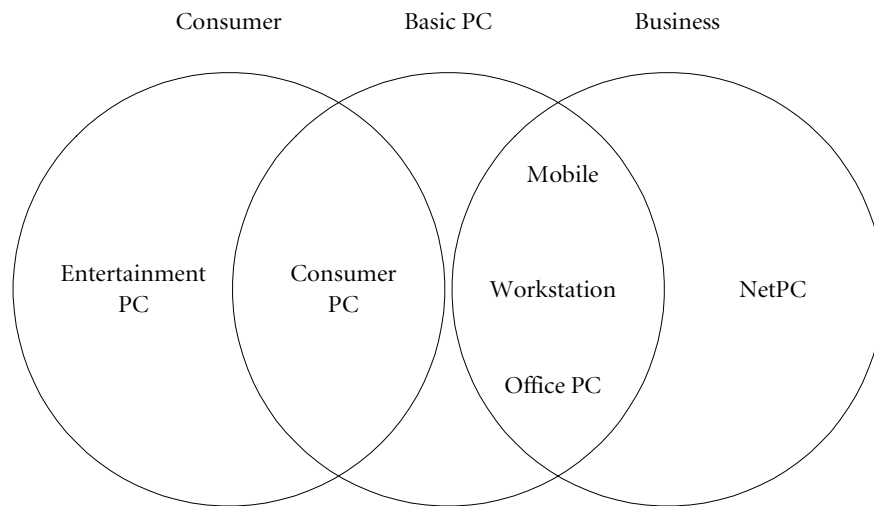 Consumer
Basic PC
Business
Mobile
Entertainment
PC
Consumer
PC
Workstation
NetPC
Office PC